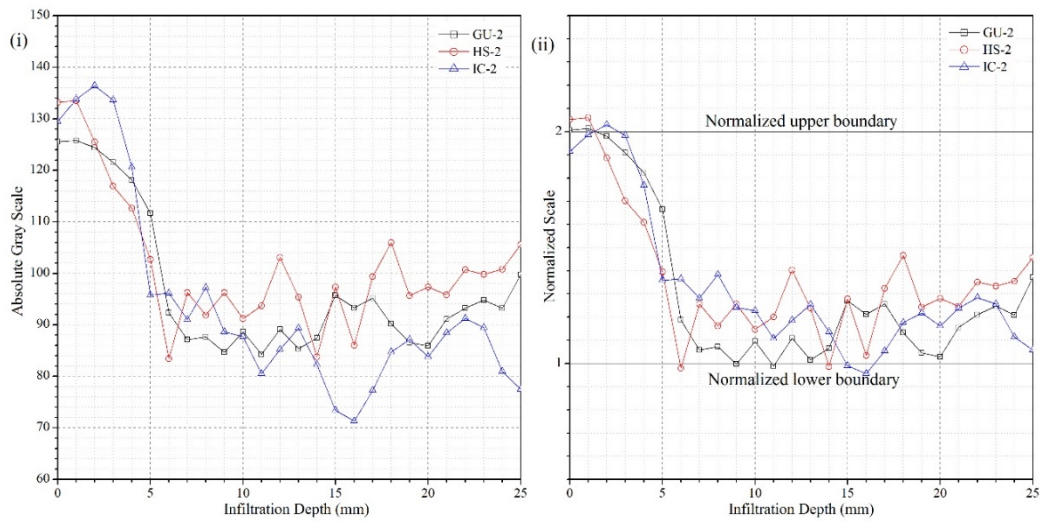 (i)
150
140
130
120
110
100
90
80
70
60
Absolute Gray Scale
GU-2
HS-2
IC-2
0 5 10 15 20 25
Infiltration Depth (mm)
(ii)
2
1
Normalized Scale
GU-2
HS-2
IC-2
Normalized upper boundary
Normalized lower boundary
0 5 10 15 20 25
Infiltration Depth (mm)